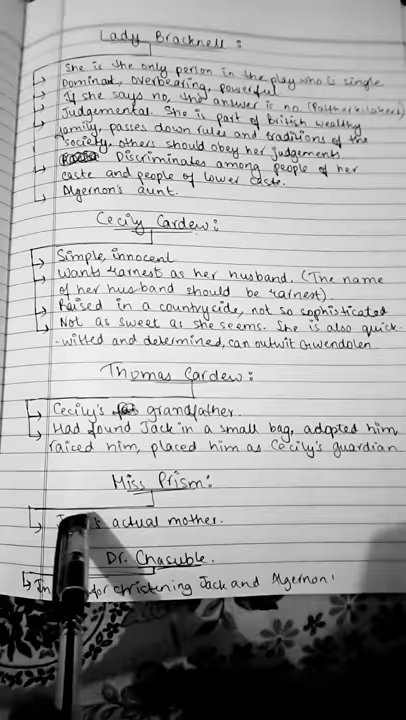 Lady Bracknell:
She is the only person in the play who is single
Dominant, overbearing, powerful
If she says no, the answer is no.
Judgemental. She is part of British wealthy
family, passes down rules and traditions of the
society, others should obey her judgements.
Discriminates among people of her
caste and people of lower caste.
Algernon's aunt.
Cecily Cardew:
Simple, innocent
Wants earnest as her husband. (The name
of her husband should be earnest).
Raised in a countrycide, not so sophisticated
Not as sweet as she seems. She is also quick-
-witted and determined, can outwit Gwendolen
Thomas Cardew:
Cecily's grandfather.
Had found Jack in a small bag, adopted him,
raised him, placed him as Cecily's guardian
Miss Prism:
actual mother.
Dr. Chasuble.
for christening Jack and Algernon